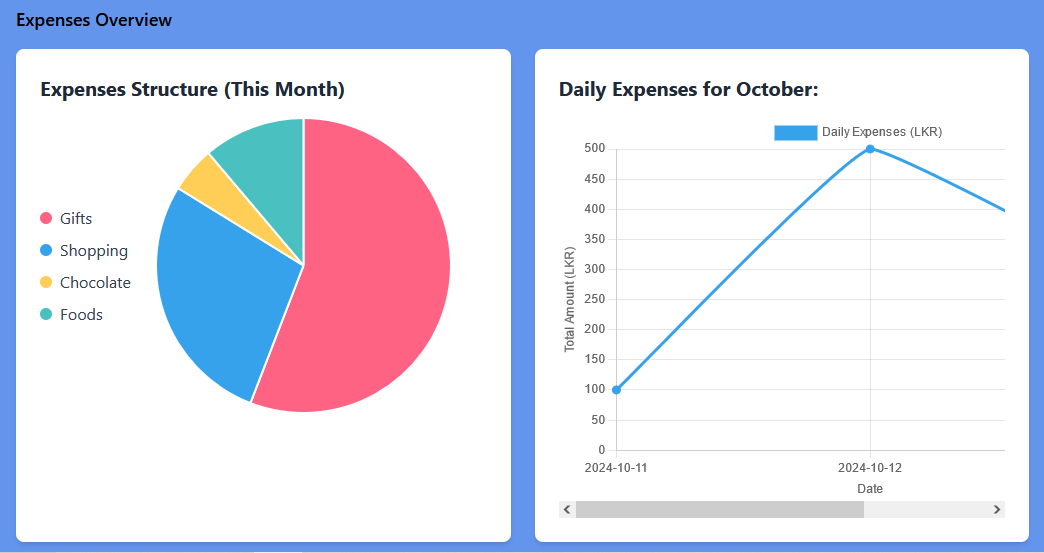 Expenses Overview
Expenses Structure (This Month)
Gifts
Shopping
Chocolate
Foods
Daily Expenses for October:
Daily Expenses (LKR)
Total Amount (LKR)
500
450
400
350
300
250
200
150
100
50
0
2024-10-11 2024-10-12
Date